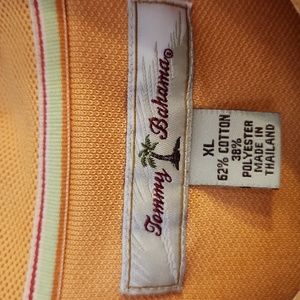 Tommy Bahama®
XL
62% COTTON
38%
POLYESTER
MADE IN
THAILAND